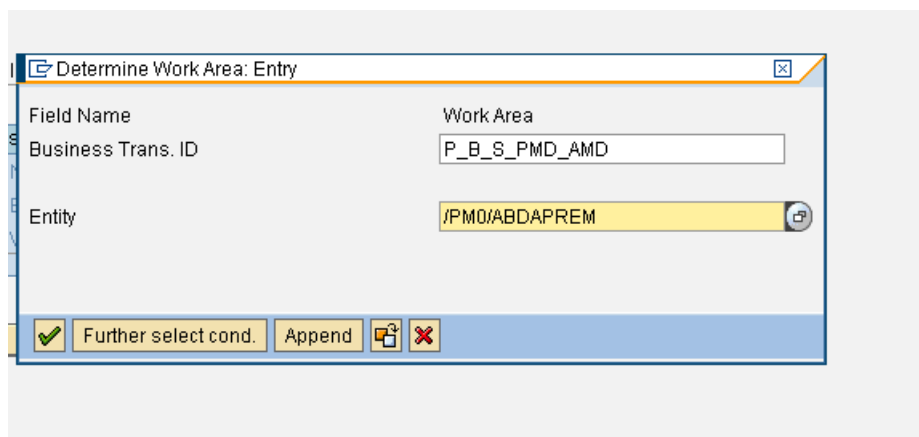 Determine Work Area: Entry
Field Name Work Area
Business Trans. ID P_B_S_PMD_AMD
Entity /PM0/ABDAPREM
Further select cond. Append